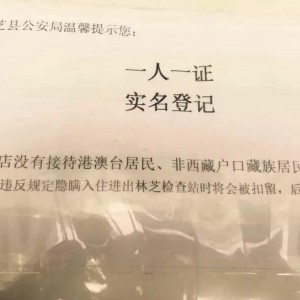 芝县公安局温馨提示您:
一人一证
实名登记
店没有接待港澳台居民、非西藏户口藏族居民
违反规定隐瞒入住进出林芝检查站时将会被扣留,后